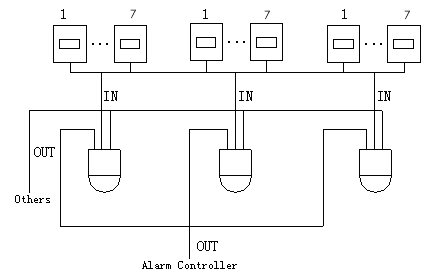 1 7 1 7 1 7
IN IN IN
OUT
Others
OUT
Alarm Controller